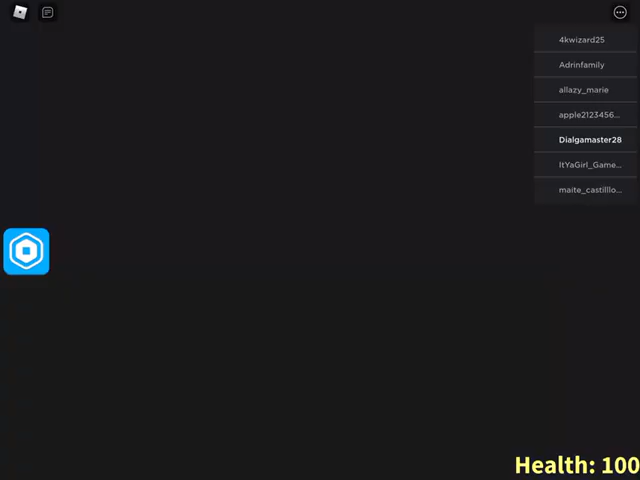 4kwizard25
Adrinfamily
allazy_marie
apple2123456...
Dialgamaster28
ItYaGirl_Game...
maite_castilllo...
Health: 100